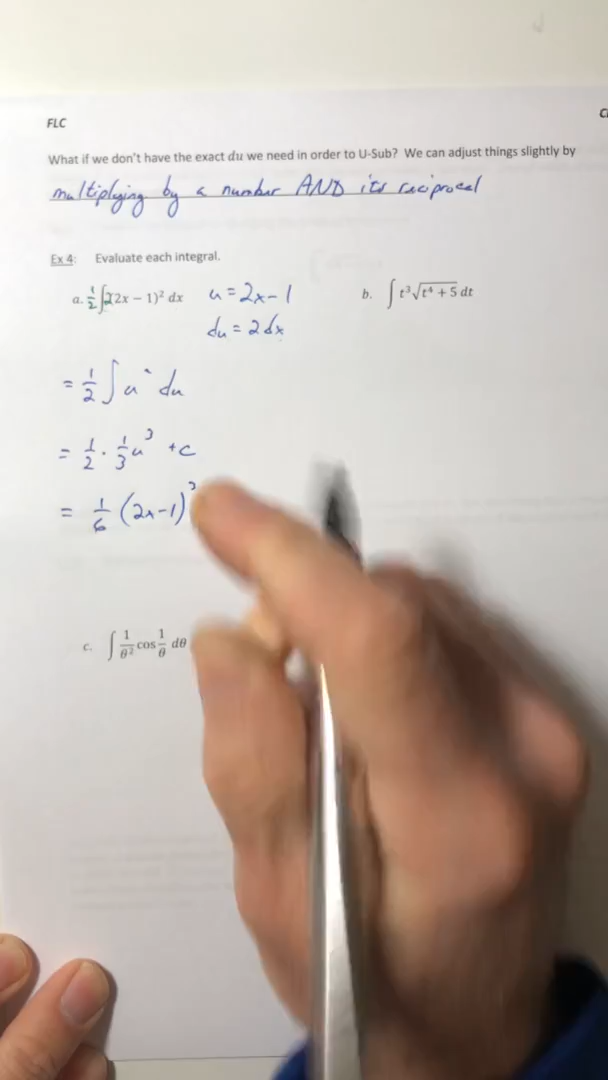 FLC
What if we don't have the exact du we need in order to U-Sub? We can adjust things slightly by
multiplying by a number AND its reciprocal
Ex 4: Evaluate each integral.
a. 1/2 ∫ 2(2x − 1)² dx
u = 2x − 1
du = 2dx
b. ∫ t³√(t⁴ + 5) dt
= 1/2 ∫ u² du
= 1/2 · 1/3 u³ + c
= 1/6 (2x−1)³
c. ∫ 1/θ² cos 1/θ dθ